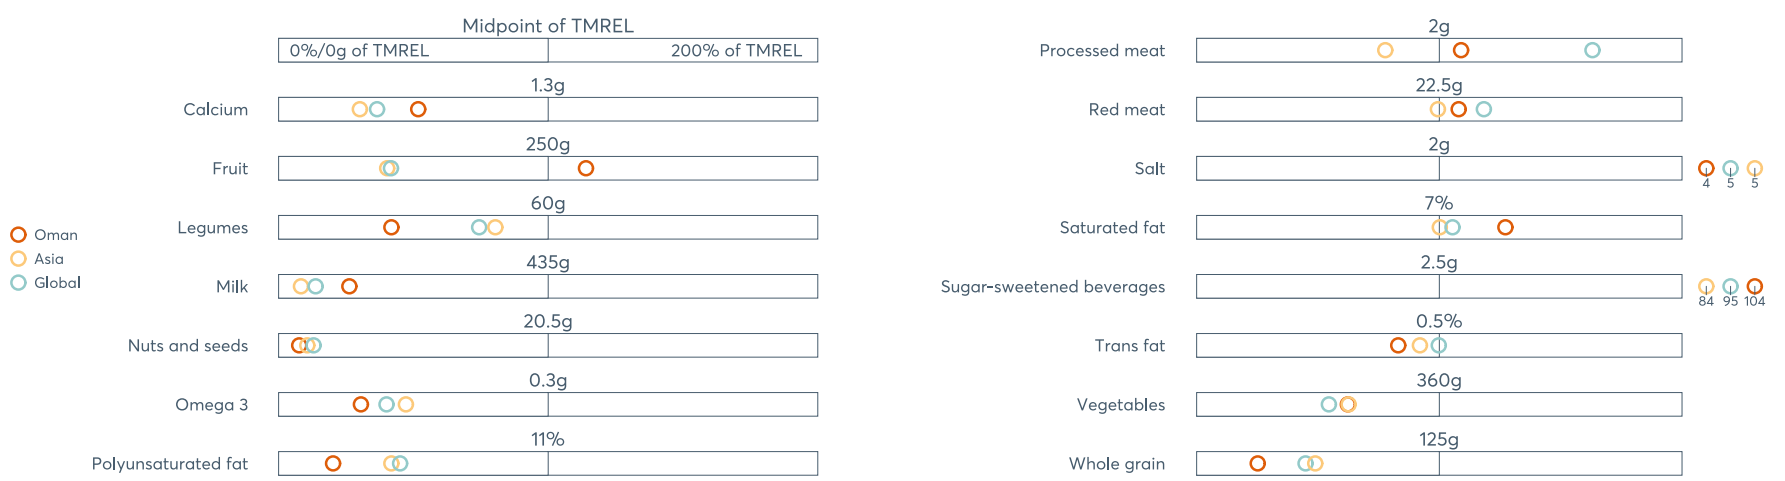 Midpoint of TMREL
0%/0g of TMREL 200% of TMREL
1.3g
Calcium
250g
Fruit
60g
Legumes
435g
Milk
20.5g
Nuts and seeds
0.3g
Omega 3
11%
Polyunsaturated fat
Oman
Asia
Global
2g
Processed meat
22.5g
Red meat
2g
Salt
4 5 5
7%
Saturated fat
2.5g
Sugar-sweetened beverages
84 95 104
0.5%
Trans fat
360g
Vegetables
125g
Whole grain